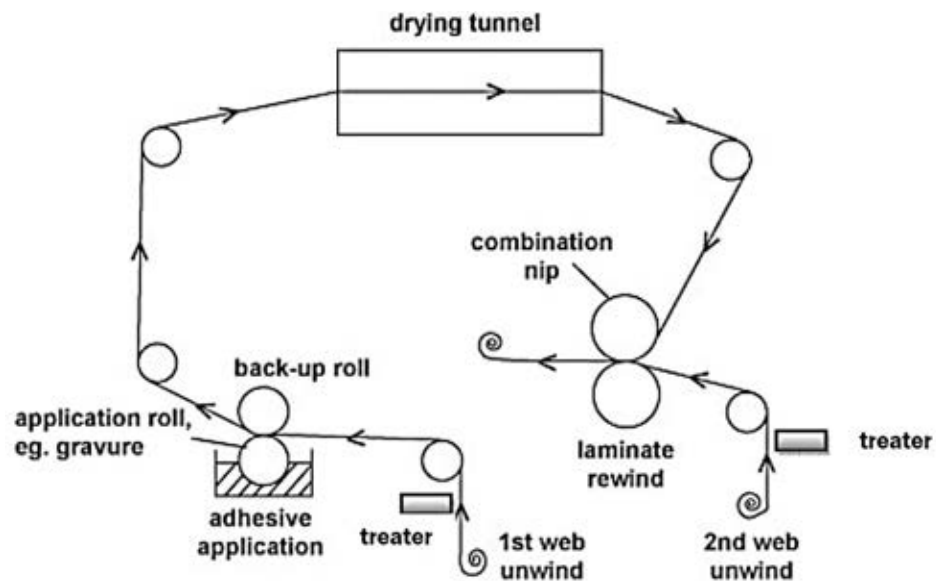 drying tunnel
combination
nip
back-up roll
application roll,
eg. gravure
laminate
rewind
treater
adhesive
application
treater
1st web
unwind
2nd web
unwind